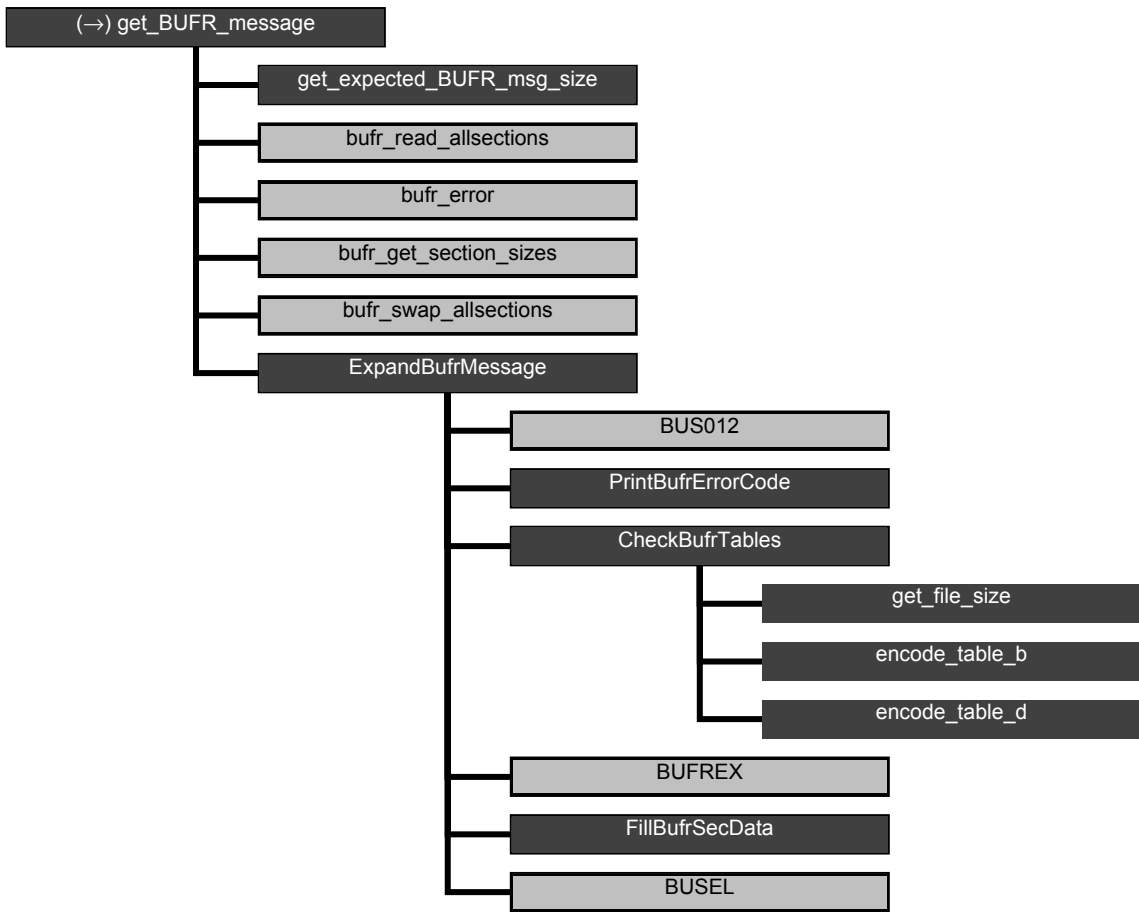 (→) get_BUFR_message
get_expected_BUFR_msg_size
bufr_read_allsections
bufr_error
bufr_get_section_sizes
bufr_swap_allsections
ExpandBufrMessage
BUS012
PrintBufrErrorCode
CheckBufrTables
get_file_size
encode_table_b
encode_table_d
BUFREX
FillBufrSecData
BUSEL